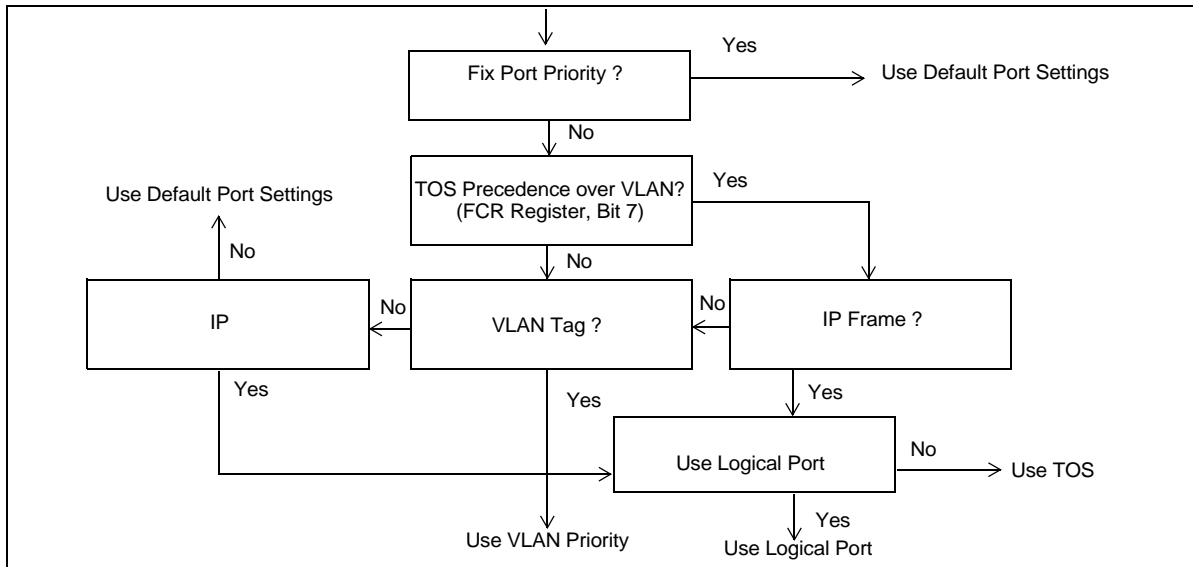 Yes
Fix Port Priority ?
Use Default Port Settings
No
TOS Precedence over VLAN?
(FCR Register, Bit 7)
Yes
Use Default Port Settings
No
No
IP
No
VLAN Tag ?
No
IP Frame ?
Yes
Yes
Yes
Use Logical Port
No
Use TOS
Yes
Use VLAN Priority
Use Logical Port